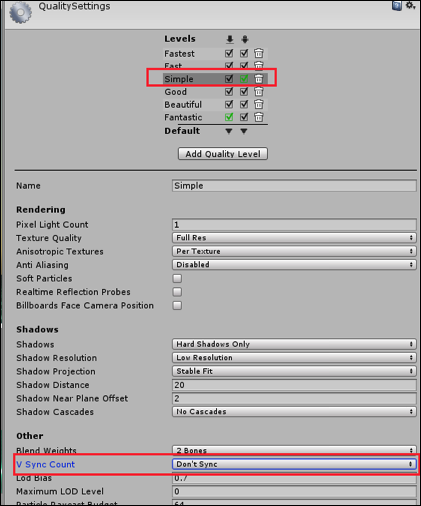 QualitySettings
Levels
Fastest
Fast
Simple
Good
Beautiful
Fantastic
Default
Add Quality Level
Name Simple
Rendering
Pixel Light Count 1
Texture Quality Full Res
Anisotropic Textures Per Texture
Anti Aliasing Disabled
Soft Particles
Realtime Reflection Probes
Billboards Face Camera Position
Shadows
Shadows Hard Shadows Only
Shadow Resolution Low Resolution
Shadow Projection Stable Fit
Shadow Distance 20
Shadow Near Plane Offset 2
Shadow Cascades No Cascades
Other
Blend Weights 2 Bones
V Sync Count Don't Sync
Lod Bias 0.7
Maximum LOD Level 0
Particle Raycast Budget 64